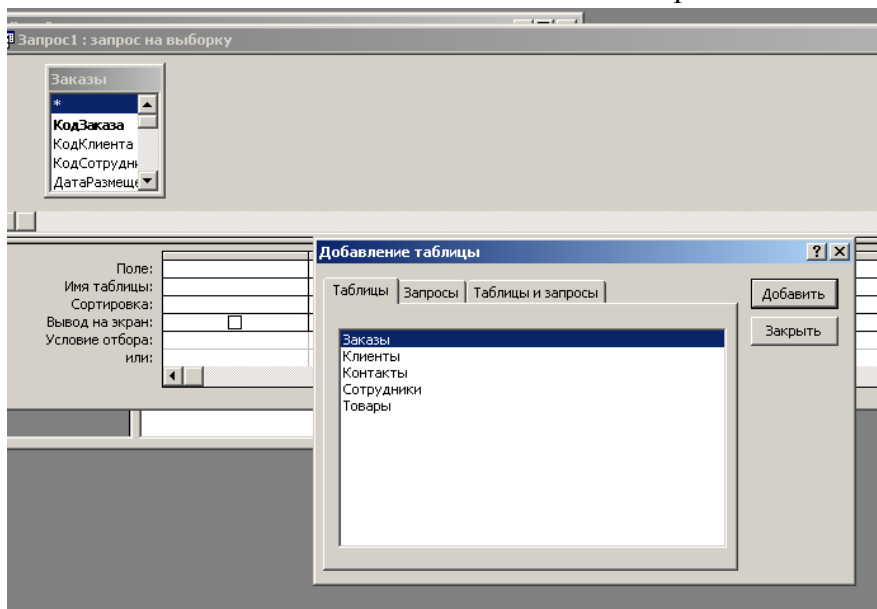 Запрос1 : запрос на выборку
Заказы
*
КодЗаказа
КодКлиента
КодСотрудни
ДатаРазмеще
Поле:
Имя таблицы:
Сортировка:
Вывод на экран:
Условие отбора:
или:
Добавление таблицы
Таблицы Запросы Таблицы и запросы
Заказы
Клиенты
Контакты
Сотрудники
Товары
Добавить
Закрыть